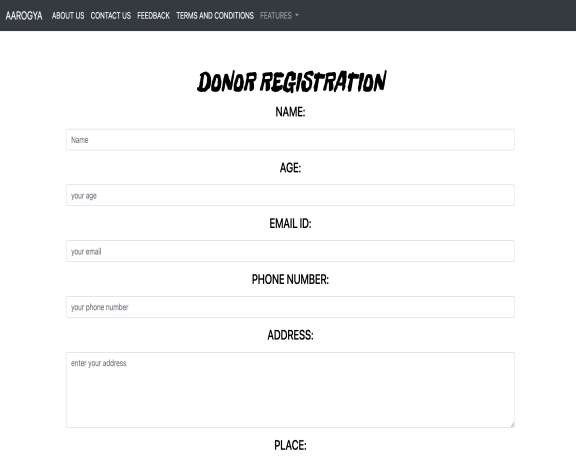 AAROGYA ABOUT US CONTACT US FEEDBACK TERMS AND CONDITIONS FEATURES
DONOR REGISTRATION
NAME:
Name
AGE:
your age
EMAIL ID:
your email
PHONE NUMBER:
your phone number
ADDRESS:
enter your address
PLACE: